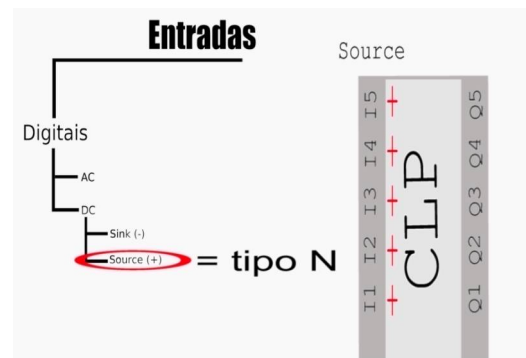 Entradas
Source
Digitais
AC
DC
Sink (-)
Source (+) = tipo N
I5
I4
I3
I2
I1
CLP
Q5
Q4
Q3
Q2
Q1